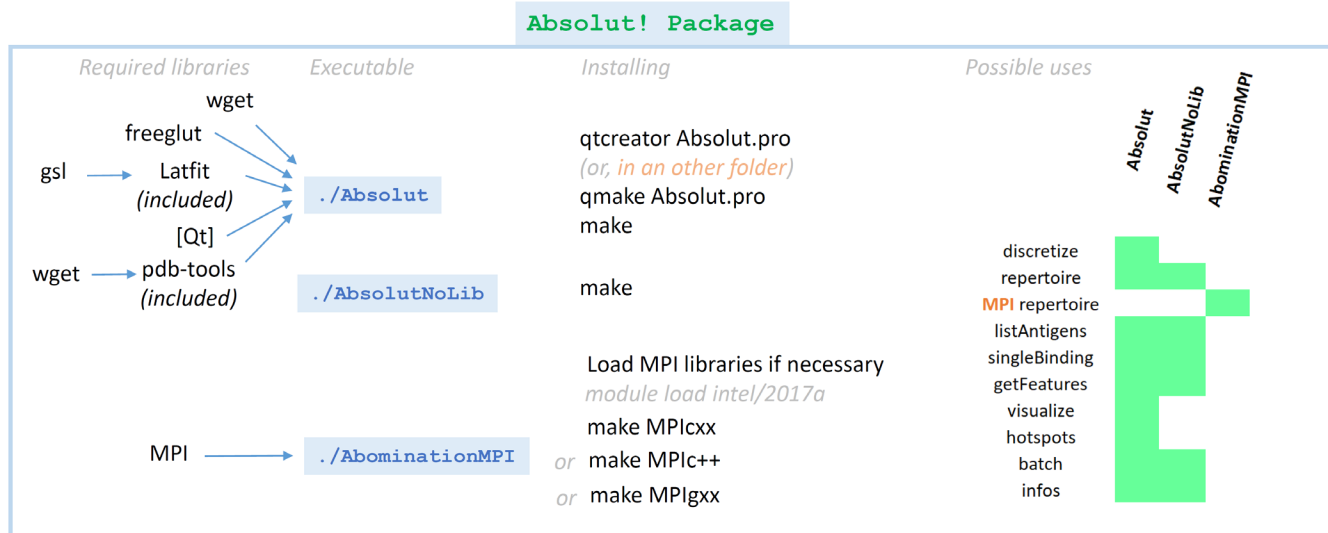 Absolut! Package
Required libraries
Executable
Installing
Possible uses
wget
freeglut
gsl
Latfit
(included)
[Qt]
wget
pdb-tools
(included)
MPI
./Absolut
./AbsolutNoLib
./AbominationMPI
qtcreator Absolut.pro
(or, in an other folder)
qmake Absolut.pro
make
make
Load MPI libraries if necessary
module load intel/2017a
make MPIcxx
or make MPIc++
or make MPIgxx
Absolut
AbsolutNoLib
AbominationMPI
discretize
repertoire
MPI repertoire
listAntigens
singleBinding
getFeatures
visualize
hotspots
batch
infos